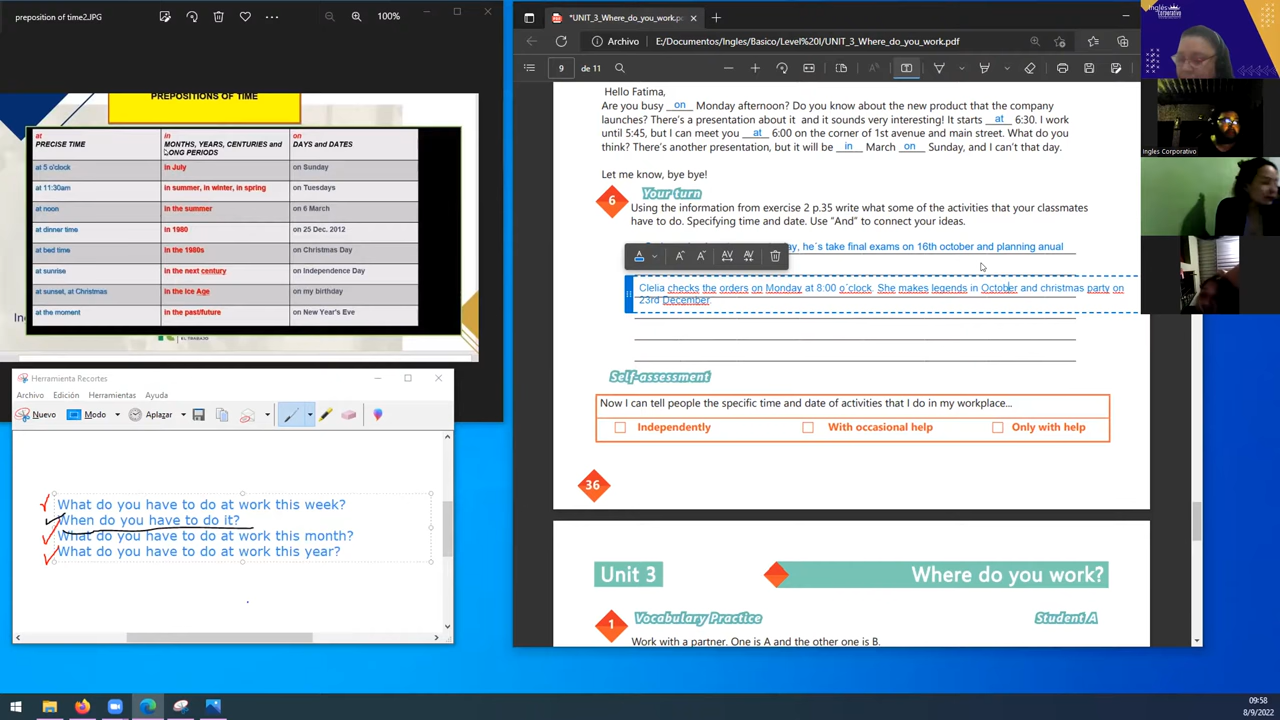 preposition of time2.JPG
100%
PREPOSITIONS OF TIME
at
PRECISE TIME
in
MONTHS, YEARS, CENTURIES and
LONG PERIODS
on
DAYS and DATES
at 5 o'clock
in July
on Sunday
at 11:30am
in summer, in winter, in spring
on Tuesdays
at noon
in the summer
on 6 March
at dinner time
in 1980
on 25 Dec. 2012
at bed time
in the 1980s
on Christmas Day
at sunrise
in the next century
on Independence Day
at sunset, at Christmas
in the Ice Age
on my birthday
at the moment
in the past/future
on New Year's Eve
EL TRABAJO
Herramienta Recortes
Archivo Edición Herramientas Ayuda
Nuevo Modo Aplazar
What do you have to do at work this week?
When do you have to do it?
What do you have to do at work this month?
What do you have to do at work this year?
*UNIT_3_Where_do_you_work.p
Archivo E:/Documentos/Ingles/Basico/Level%20I/UNIT_3_Where_do_you_work.pdf
9 de 11
Hello Fatima,
Are you busy on Monday afternoon? Do you know about the new product that the company
launches? There's a presentation about it and it sounds very interesting! It starts at 6:30. I work
until 5:45, but I can meet you at 6:00 on the corner of 1st avenue and main street. What do you
think? There's another presentation, but it will be in March on Sunday, and I can't that day.
Let me know, bye bye!
6 Your turn
Using the information from exercise 2 p.35 write what some of the activities that your classmates
have to do. Specifying time and date. Use "And" to connect your ideas.
he´s take final exams on 16th october and planning anual
Clelia checks the orders on Monday at 8:00 o´clock. She makes legends in October and christmas party on
23rd December.
Self-assessment
Now I can tell people the specific time and date of activities that I do in my workplace...
Independently With occasional help Only with help
36
Unit 3 Where do you work?
1 Vocabulary Practice Student A
Work with a partner. One is A and the other one is B.
Inglés
Corporativo
Ingles Corporativo
09:58
8/9/2022